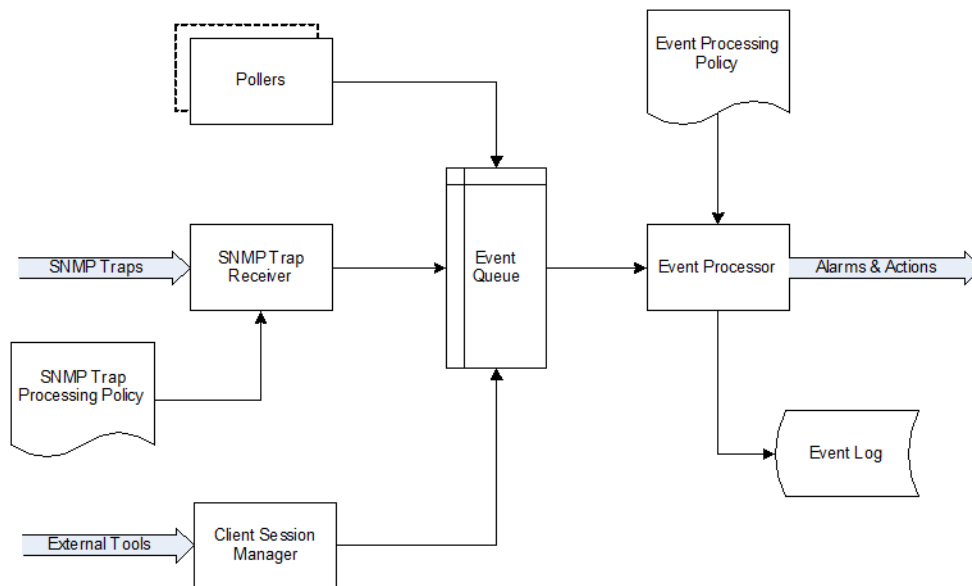 Pollers
Event Processing
Policy
SNMP Traps
SNMP Trap
Receiver
Event
Queue
Event Processor
Alarms & Actions
SNMP Trap
Processing Policy
Event Log
External Tools
Client Session
Manager